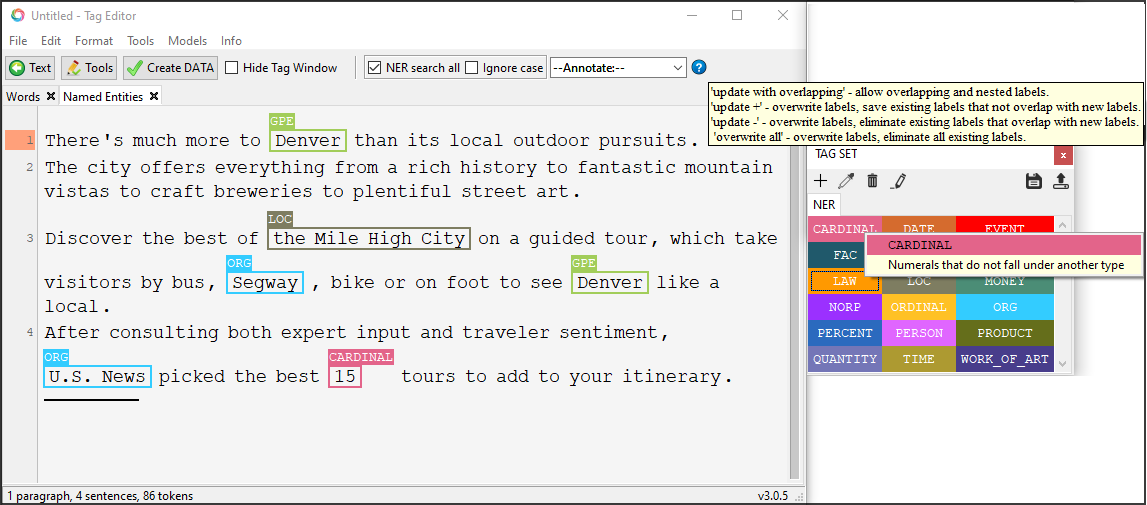 Untitled - Tag Editor
File Edit Format Tools Models Info
Text Tools Create DATA Hide Tag Window NER search all Ignore case --Annotate:-- ?
Words Named Entities
'update with overlapping' - allow overlapping and nested labels.
'update +' - overwrite labels, save existing labels that not overlap with new labels.
'update -' - overwrite labels, eliminate existing labels that overlap with new labels.
'overwrite all' - overwrite labels, eliminate all existing labels.
GPE
1 There's much more to Denver than its local outdoor pursuits.
2 The city offers everything from a rich history to fantastic mountain
vistas to craft breweries to plentiful street art.
LOC
3 Discover the best of the Mile High City on a guided tour, which take
ORG GPE
visitors by bus, Segway , bike or on foot to see Denver like a
local.
4 After consulting both expert input and traveler sentiment,
ORG CARDINAL
U.S. News picked the best 15 tours to add to your itinerary.
1 paragraph, 4 sentences, 86 tokens v3.0.5
TAG SET x
NER
CARDINAL DATE EVENT
FAC
CARDINAL
Numerals that do not fall under another type
LAW LOC MONEY
NORP ORDINAL ORG
PERCENT PERSON PRODUCT
QUANTITY TIME WORK_OF_ART